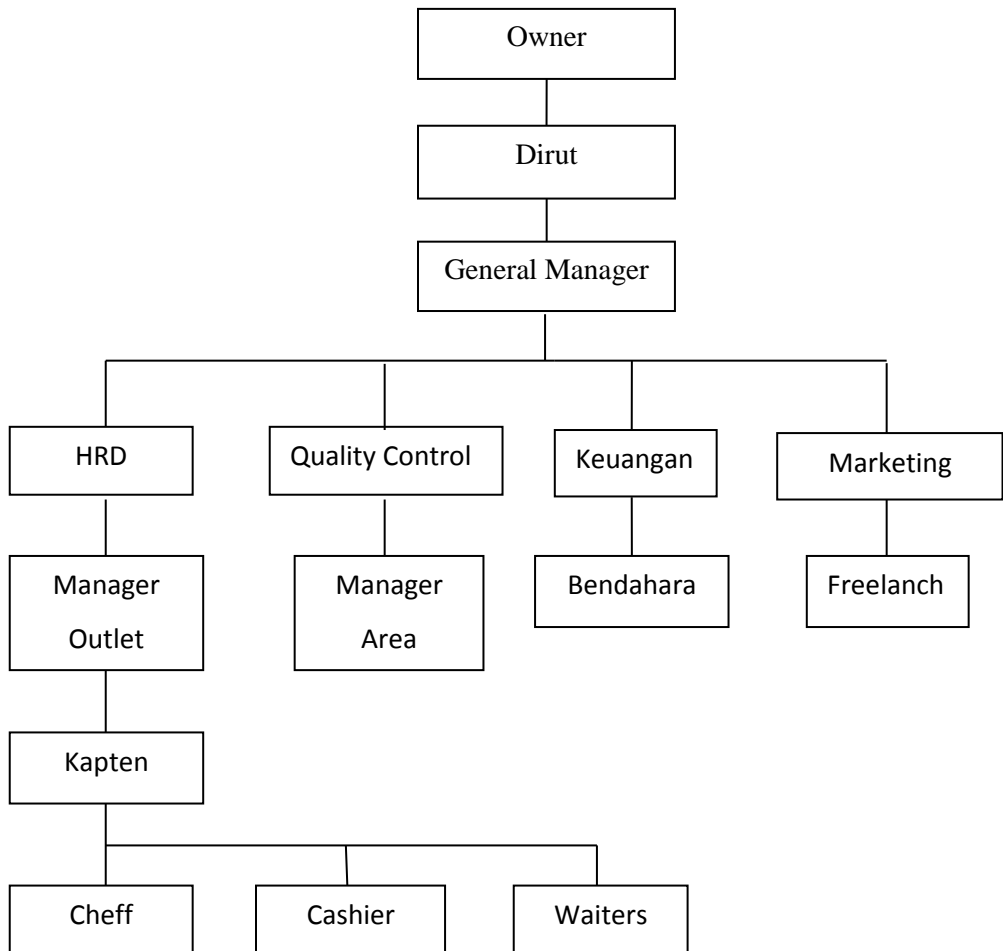 Owner
Dirut
General Manager
HRD
Quality Control
Keuangan
Marketing
Manager
Outlet
Manager
Area
Bendahara
Freelanch
Kapten
Cheff
Cashier
Waiters